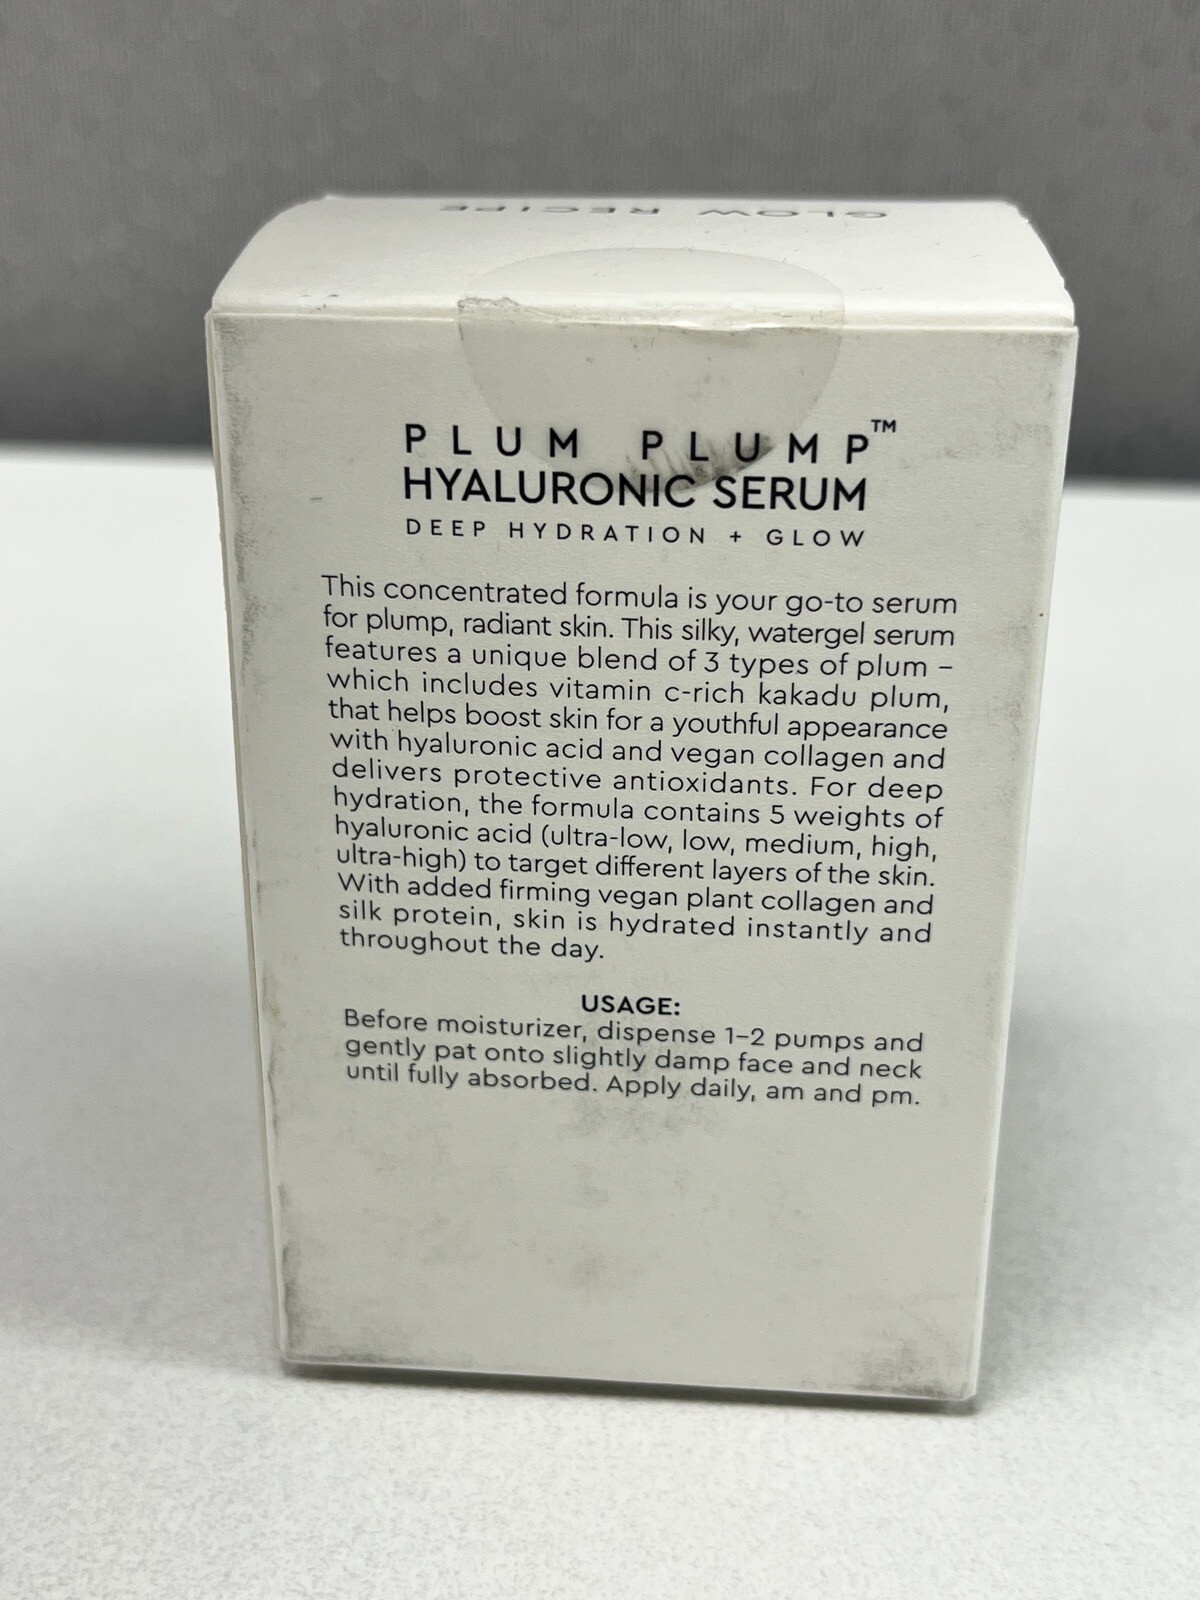 GLOW RECIPE
PLUM PLUMP™
HYALURONIC SERUM
DEEP HYDRATION + GLOW
This concentrated formula is your go-to serum
for plump, radiant skin. This silky, watergel serum
features a unique blend of 3 types of plum –
which includes vitamin c-rich kakadu plum,
that helps boost skin for a youthful appearance
with hyaluronic acid and vegan collagen and
delivers protective antioxidants. For deep
hydration, the formula contains 5 weights of
hyaluronic acid (ultra-low, low, medium, high,
ultra-high) to target different layers of the skin.
With added firming vegan plant collagen and
silk protein, skin is hydrated instantly and
throughout the day.
USAGE:
Before moisturizer, dispense 1–2 pumps and
gently pat onto slightly damp face and neck
until fully absorbed. Apply daily, am and pm.